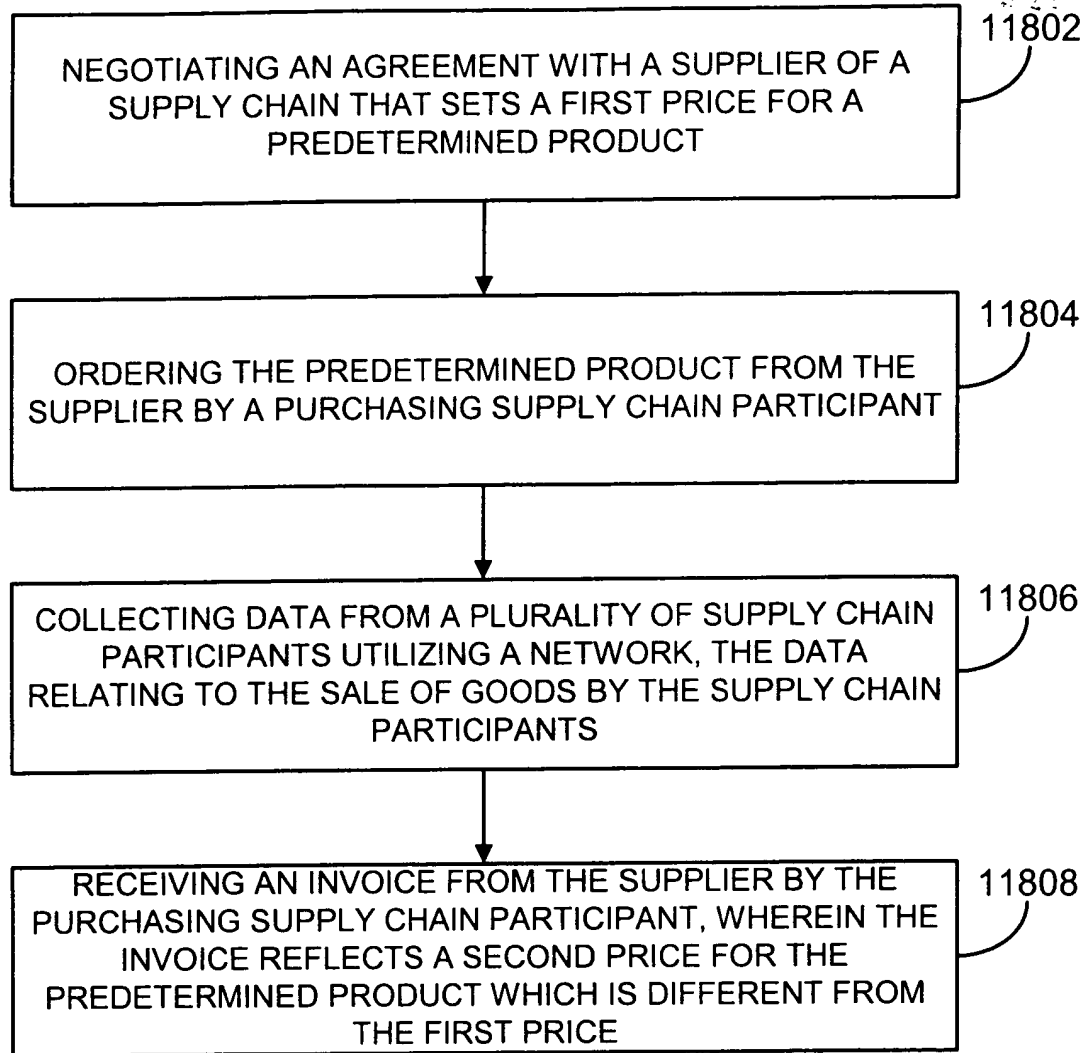 11802
NEGOTIATING AN AGREEMENT WITH A SUPPLIER OF A
SUPPLY CHAIN THAT SETS A FIRST PRICE FOR A
PREDETERMINED PRODUCT
11804
ORDERING THE PREDETERMINED PRODUCT FROM THE
SUPPLIER BY A PURCHASING SUPPLY CHAIN PARTICIPANT
11806
COLLECTING DATA FROM A PLURALITY OF SUPPLY CHAIN
PARTICIPANTS UTILIZING A NETWORK, THE DATA
RELATING TO THE SALE OF GOODS BY THE SUPPLY CHAIN
PARTICIPANTS
11808
RECEIVING AN INVOICE FROM THE SUPPLIER BY THE
PURCHASING SUPPLY CHAIN PARTICIPANT, WHEREIN THE
INVOICE REFLECTS A SECOND PRICE FOR THE
PREDETERMINED PRODUCT WHICH IS DIFFERENT FROM
THE FIRST PRICE